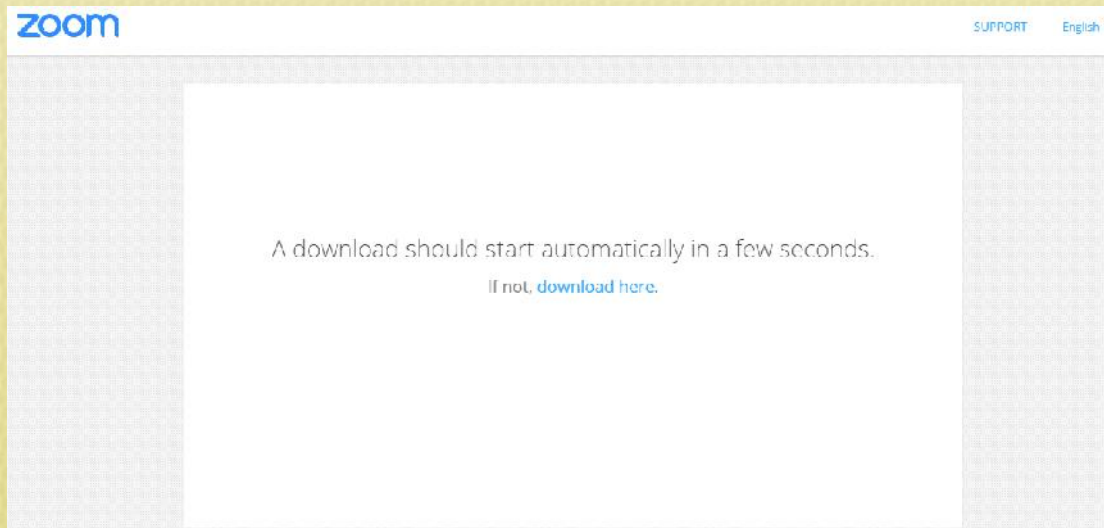 zoom
SUPPORT English
A download should start automatically in a few seconds.
If not, download here.